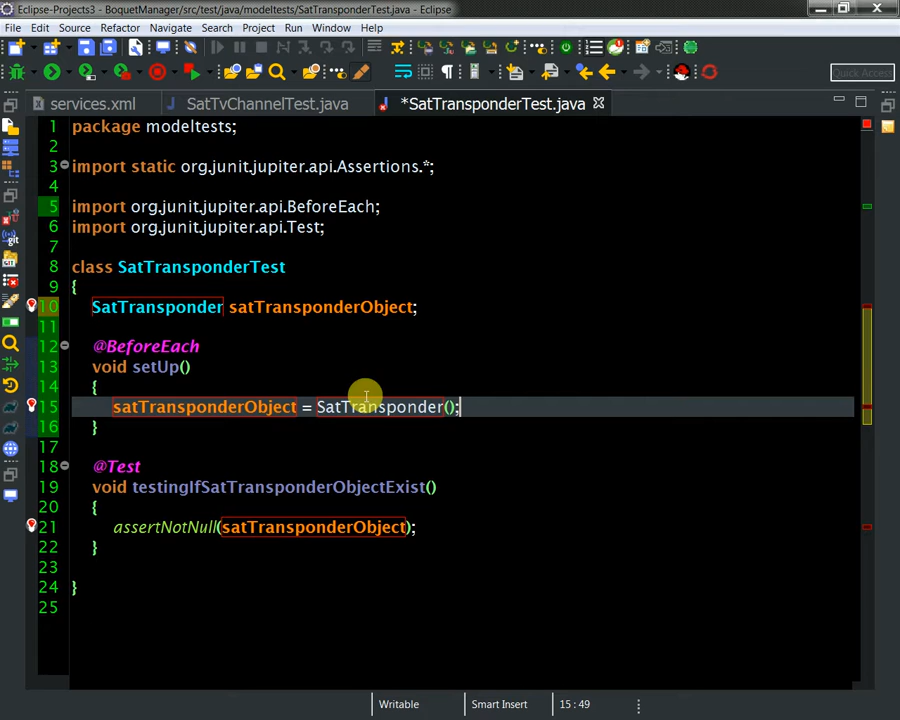 Eclipse-Projects3 - BoquetManager/src/test/java/modeltests/SatTransponderTest.java - Eclipse
File Edit Source Refactor Navigate Search Project Run Window Help
Quick Access
services.xml SatTvChannelTest.java *SatTransponderTest.java
1 package modeltests;
2
3 import static org.junit.jupiter.api.Assertions.*;
4
5 import org.junit.jupiter.api.BeforeEach;
6 import org.junit.jupiter.api.Test;
7
8 class SatTransponderTest
9 {
10 SatTransponder satTransponderObject;
11
12 @BeforeEach
13 void setUp()
14 {
15 satTransponderObject = SatTransponder();
16 }
17
18 @Test
19 void testingIfSatTransponderObjectExist()
20 {
21 assertNotNull(satTransponderObject);
22 }
23
24 }
25
Writable Smart Insert 15 : 49